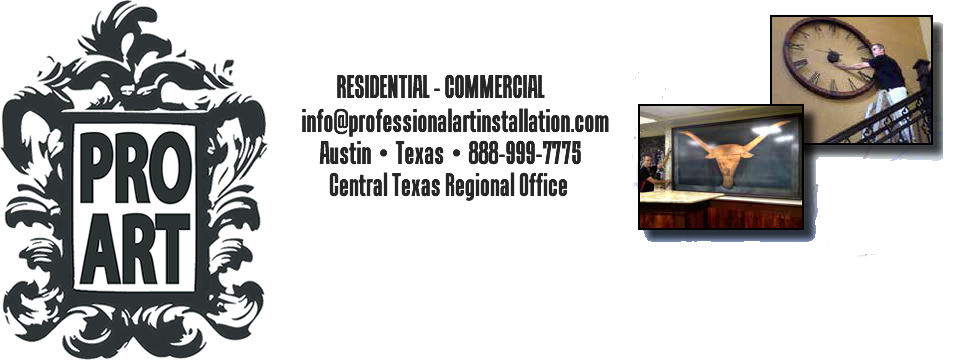 PRO
ART
RESIDENTIAL - COMMERCIAL
info@professionalartinstallation.com
Austin • Texas • 888-999-7775
Central Texas Regional Office